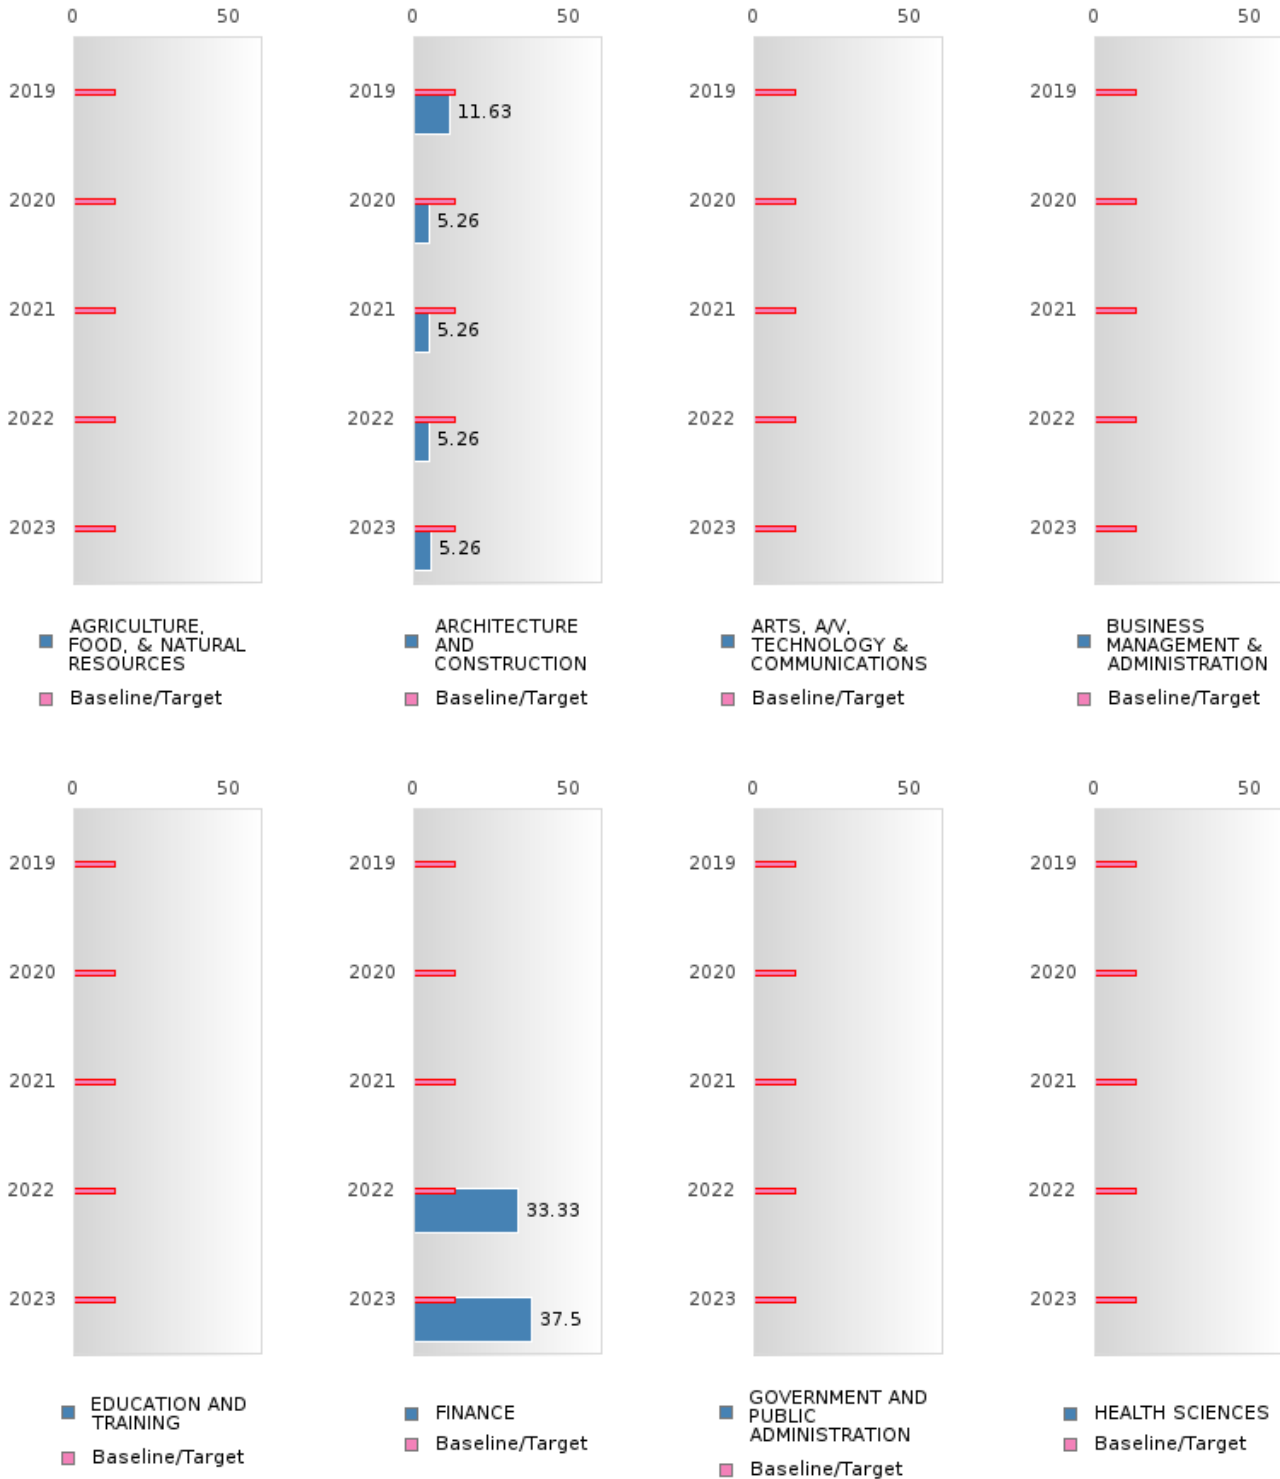 0 50
2019
2020
2021
2022
2023
AGRICULTURE,
FOOD, & NATURAL
RESOURCES
Baseline/Target
0 50
2019
11.63
2020
5.26
2021
5.26
2022
5.26
2023
5.26
ARCHITECTURE
AND
CONSTRUCTION
Baseline/Target
0 50
2019
2020
2021
2022
2023
ARTS, A/V,
TECHNOLOGY &
COMMUNICATIONS
Baseline/Target
0 50
2019
2020
2021
2022
2023
BUSINESS
MANAGEMENT &
ADMINISTRATION
Baseline/Target
0 50
2019
2020
2021
2022
2023
EDUCATION AND
TRAINING
Baseline/Target
0 50
2019
2020
2021
2022
33.33
2023
37.5
FINANCE
Baseline/Target
0 50
2019
2020
2021
2022
2023
GOVERNMENT AND
PUBLIC
ADMINISTRATION
Baseline/Target
0 50
2019
2020
2021
2022
2023
HEALTH SCIENCES
Baseline/Target